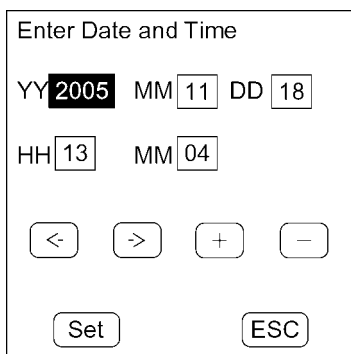 Enter Date and Time
YY 2005 MM 11 DD 18
HH 13 MM 04
<- -> + -
Set ESC